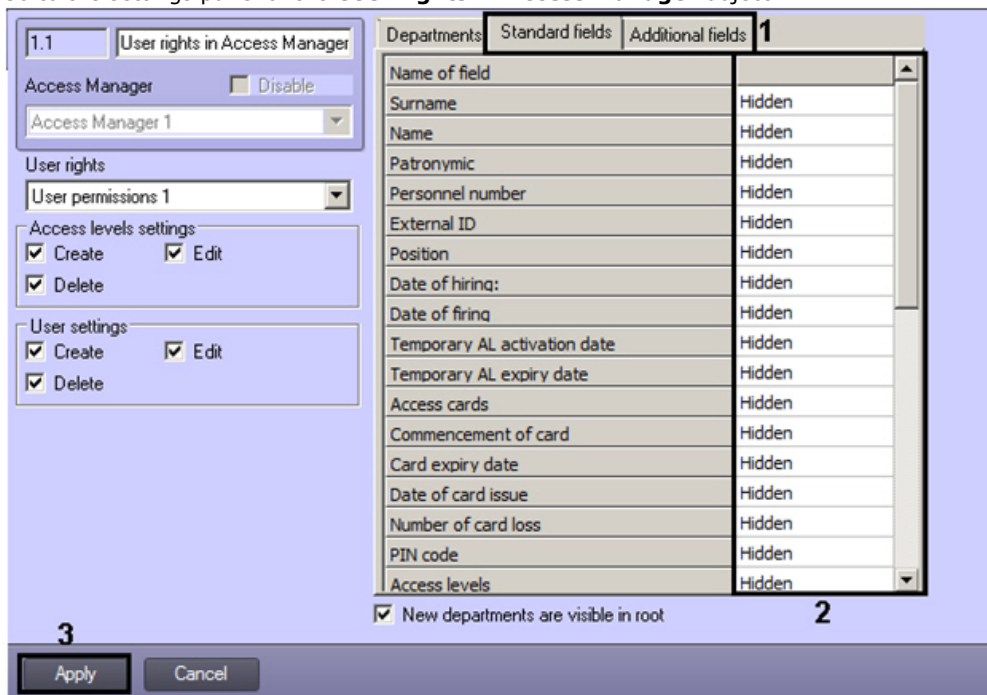 1.1
User rights in Access Manager
Access Manager
Disable
Access Manager 1
User rights
User permissions 1
Access levels settings
Create
Edit
Delete
User settings
Create
Edit
Delete
Departments
Standard fields
Additional fields
1
Name of field
Surname Hidden
Name Hidden
Patronymic Hidden
Personnel number Hidden
External ID Hidden
Position Hidden
Date of hiring: Hidden
Date of firing Hidden
Temporary AL activation date Hidden
Temporary AL expiry date Hidden
Access cards Hidden
Commencement of card Hidden
Card expiry date Hidden
Date of card issue Hidden
Number of card loss Hidden
PIN code Hidden
Access levels Hidden
New departments are visible in root
2
3
Apply
Cancel